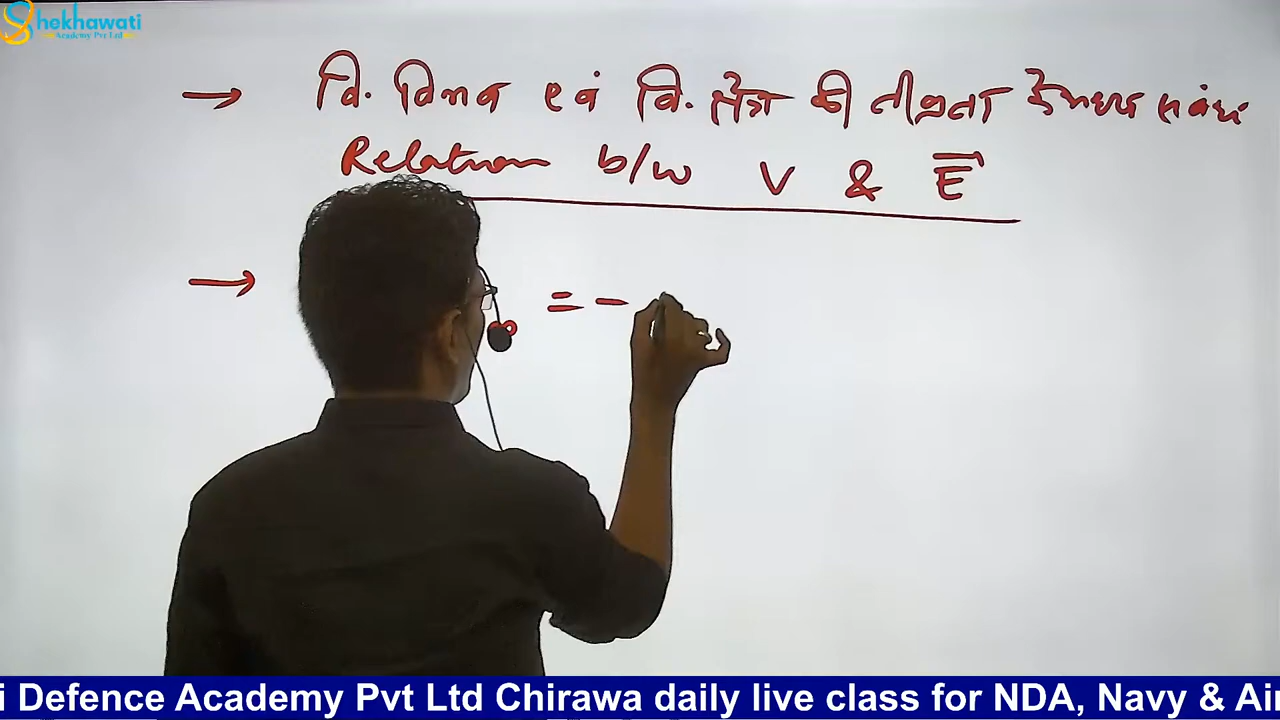 Shekhawati
Academy Pvt Ltd
→ वि. विभव एवं वि. क्षेत्र की तीव्रता के मध्य संबंध
Relation b/w V & E⃗
→ = -
i Defence Academy Pvt Ltd Chirawa daily live class for NDA, Navy & Ai